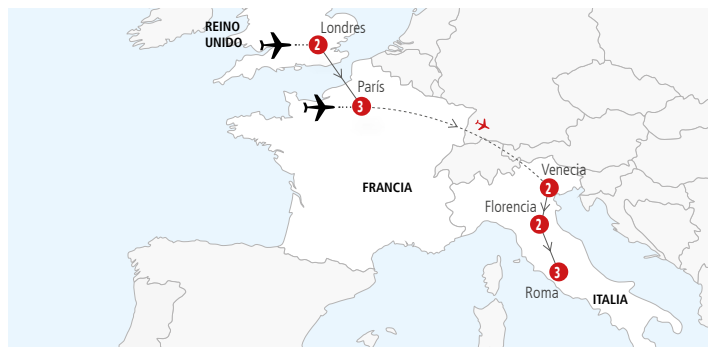 REINO
UNIDO
Londres
2
París
3
FRANCIA
Venecia
2
Florencia
2
3
Roma
ITALIA